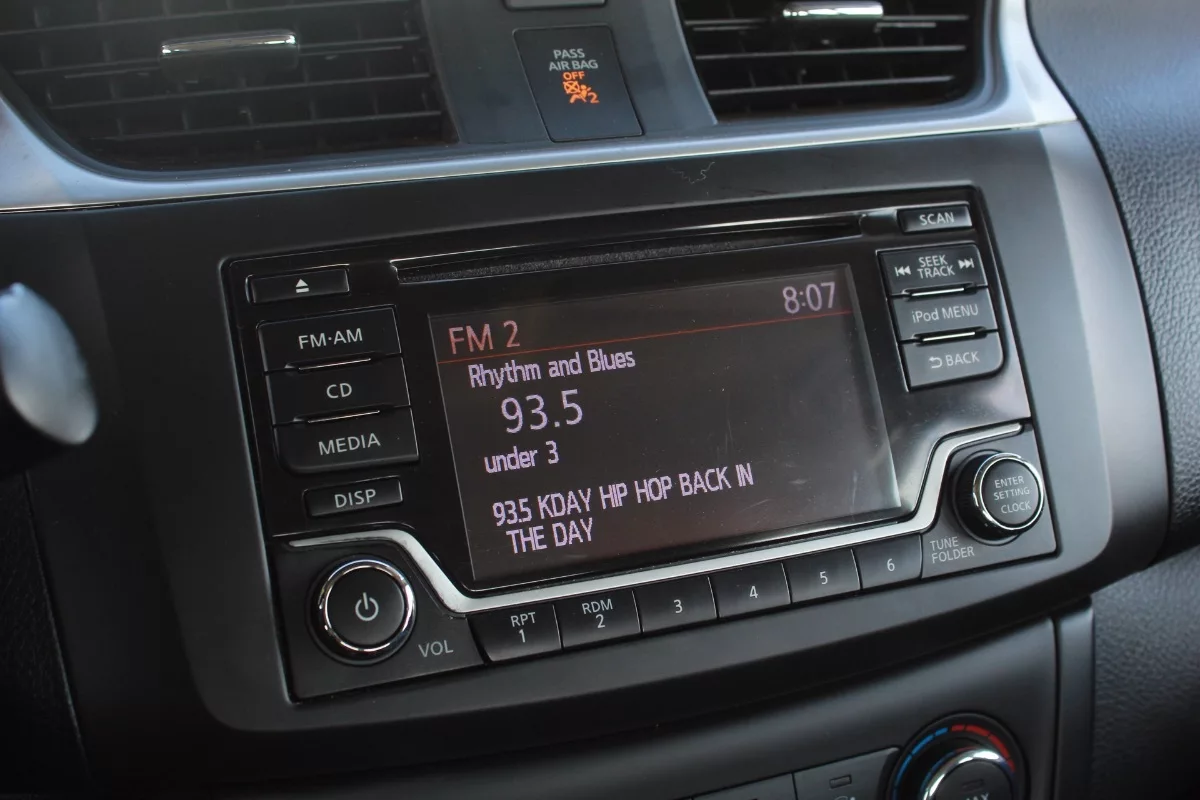 PASS
AIR BAG
OFF
2
SCAN
SEEK
TRACK
iPod MENU
BACK
FM·AM
CD
MEDIA
DISP
FM 2
8:07
Rhythm and Blues
93.5
under 3
93.5 KDAY HIP HOP BACK IN
THE DAY
ENTER
SETTING
CLOCK
TUNE
FOLDER
VOL
RPT
1
RDM
2
3
4
5
6